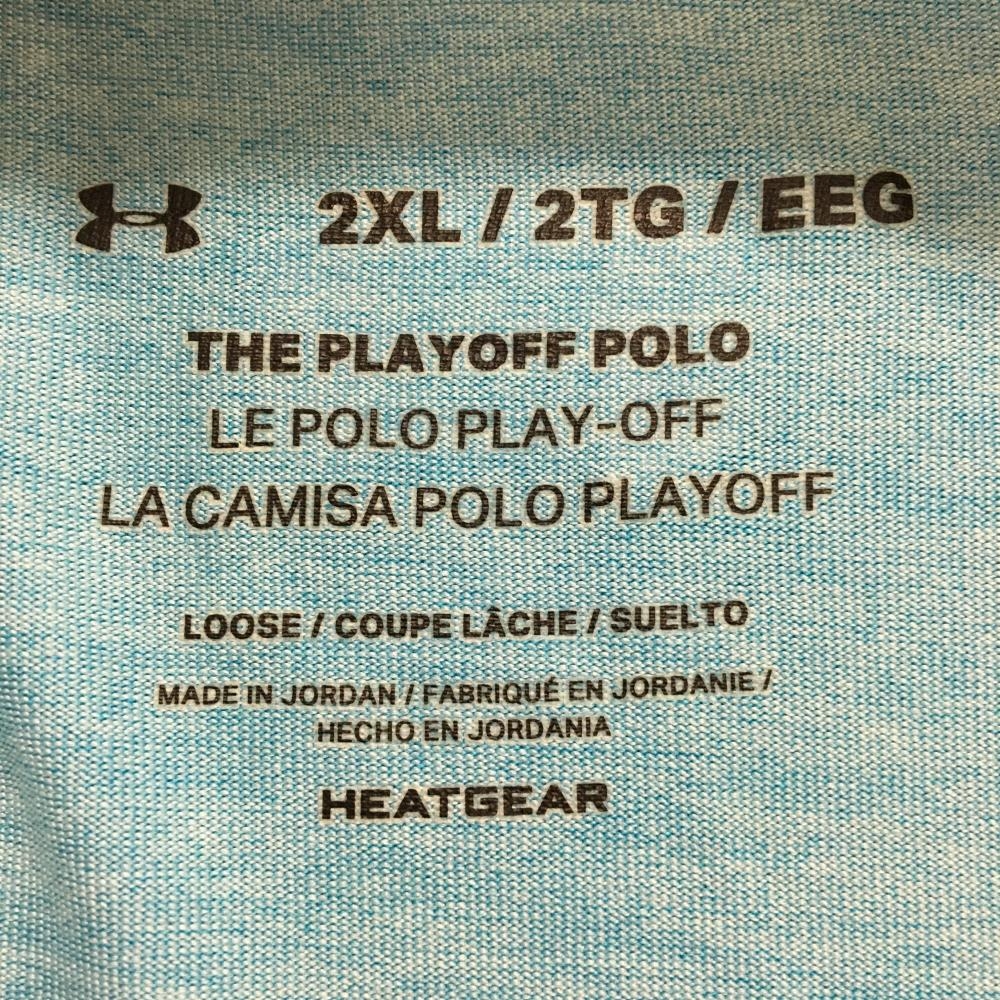 2XL / 2TG / EEG
THE PLAYOFF POLO
LE POLO PLAY-OFF
LA CAMISA POLO PLAYOFF
LOOSE / COUPE LÂCHE / SUELTO
MADE IN JORDAN / FABRIQUÉ EN JORDANIE /
HECHO EN JORDANIA
HEATGEAR